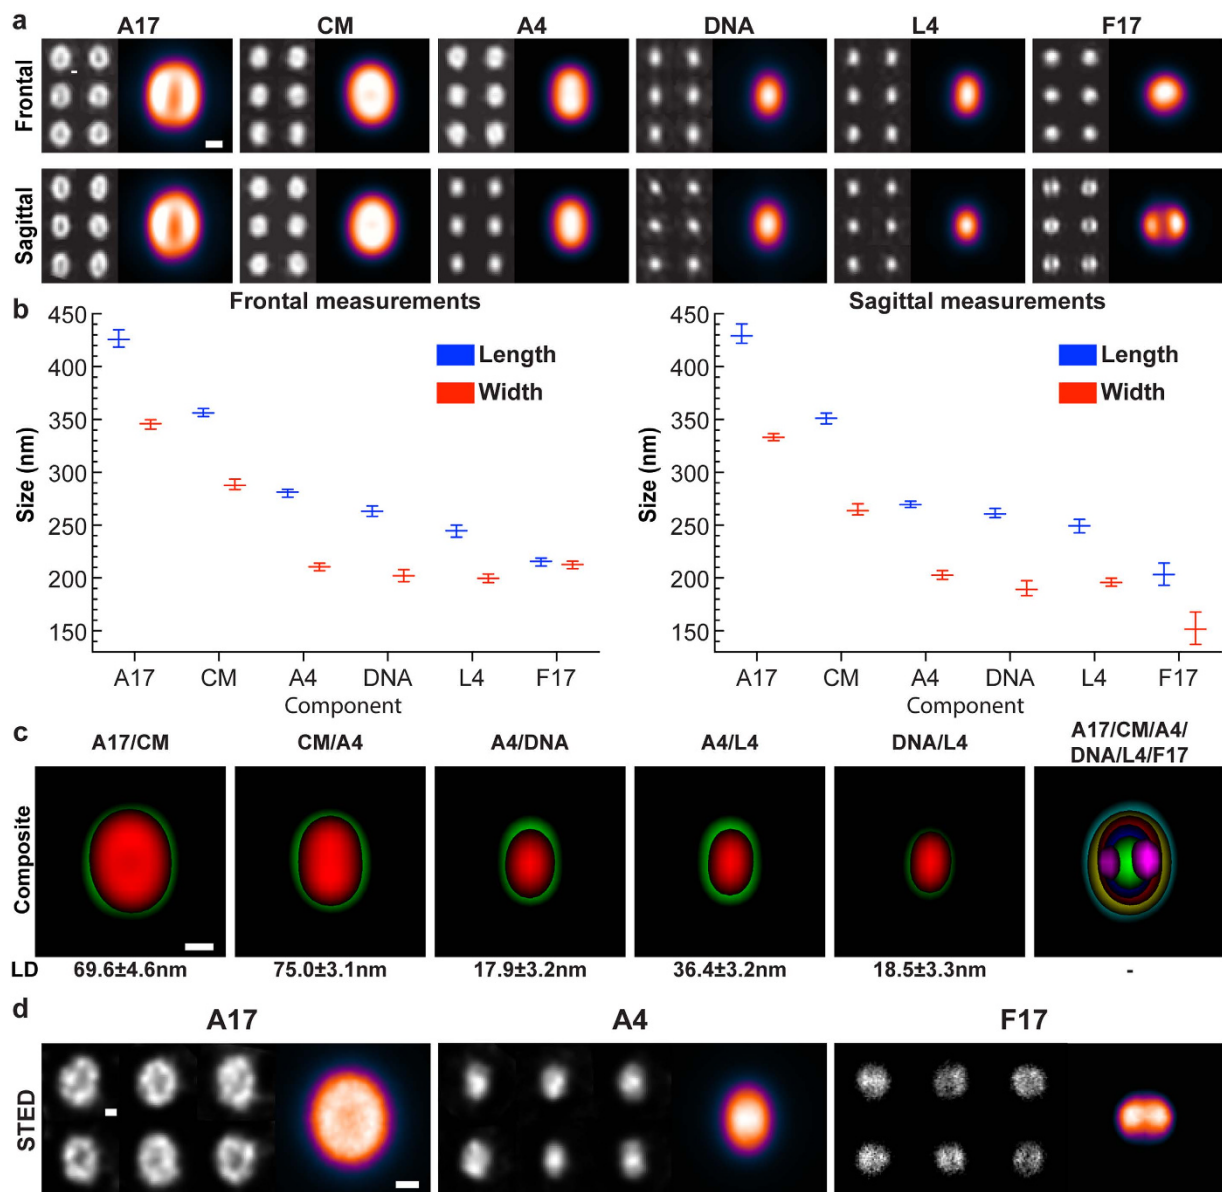 a
A17 CM A4 DNA L4 F17
Frontal
Sagittal
b
Frontal measurements
450
400
350
300
250
200
150
Size (nm)
Length
Width
A17 CM A4 DNA L4 F17
Component
Sagittal measurements
450
400
350
300
250
200
150
Size (nm)
Length
Width
A17 CM A4 DNA L4 F17
Component
c
A17/CM CM/A4 A4/DNA A4/L4 DNA/L4 A17/CM/A4/
DNA/L4/F17
Composite
LD 69.6±4.6nm 75.0±3.1nm 17.9±3.2nm 36.4±3.2nm 18.5±3.3nm -
d
A17 A4 F17
STED